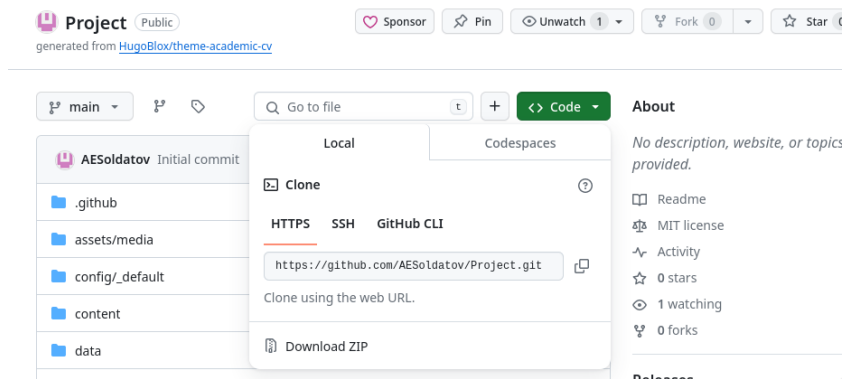 Project Public
Sponsor Pin Unwatch 1 Fork 0 Star
generated from HugoBlox/theme-academic-cv
main Go to file t + <> Code
About
No description, website, or topics
provided.
AESoldatov Initial commit
Local Codespaces
Clone
HTTPS SSH GitHub CLI
https://github.com/AESoldatov/Project.git
Clone using the web URL.
Download ZIP
.github
assets/media
config/_default
content
data
Readme
MIT license
Activity
0 stars
1 watching
0 forks
Releases